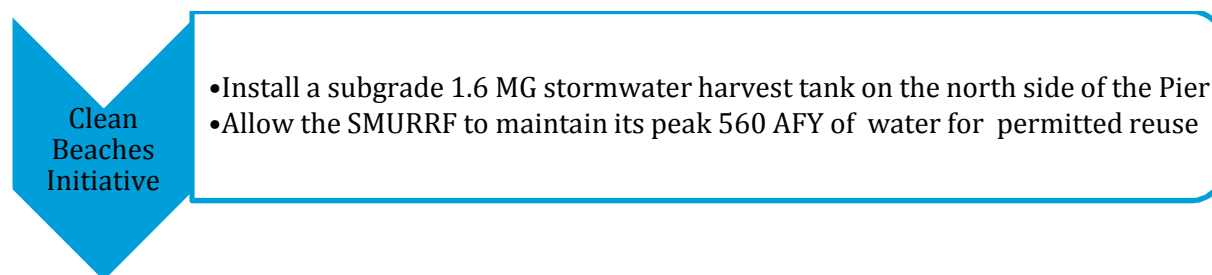 Clean
Beaches
Initiative
•Install a subgrade 1.6 MG stormwater harvest tank on the north side of the Pier
•Allow the SMURRF to maintain its peak 560 AFY of water for permitted reuse